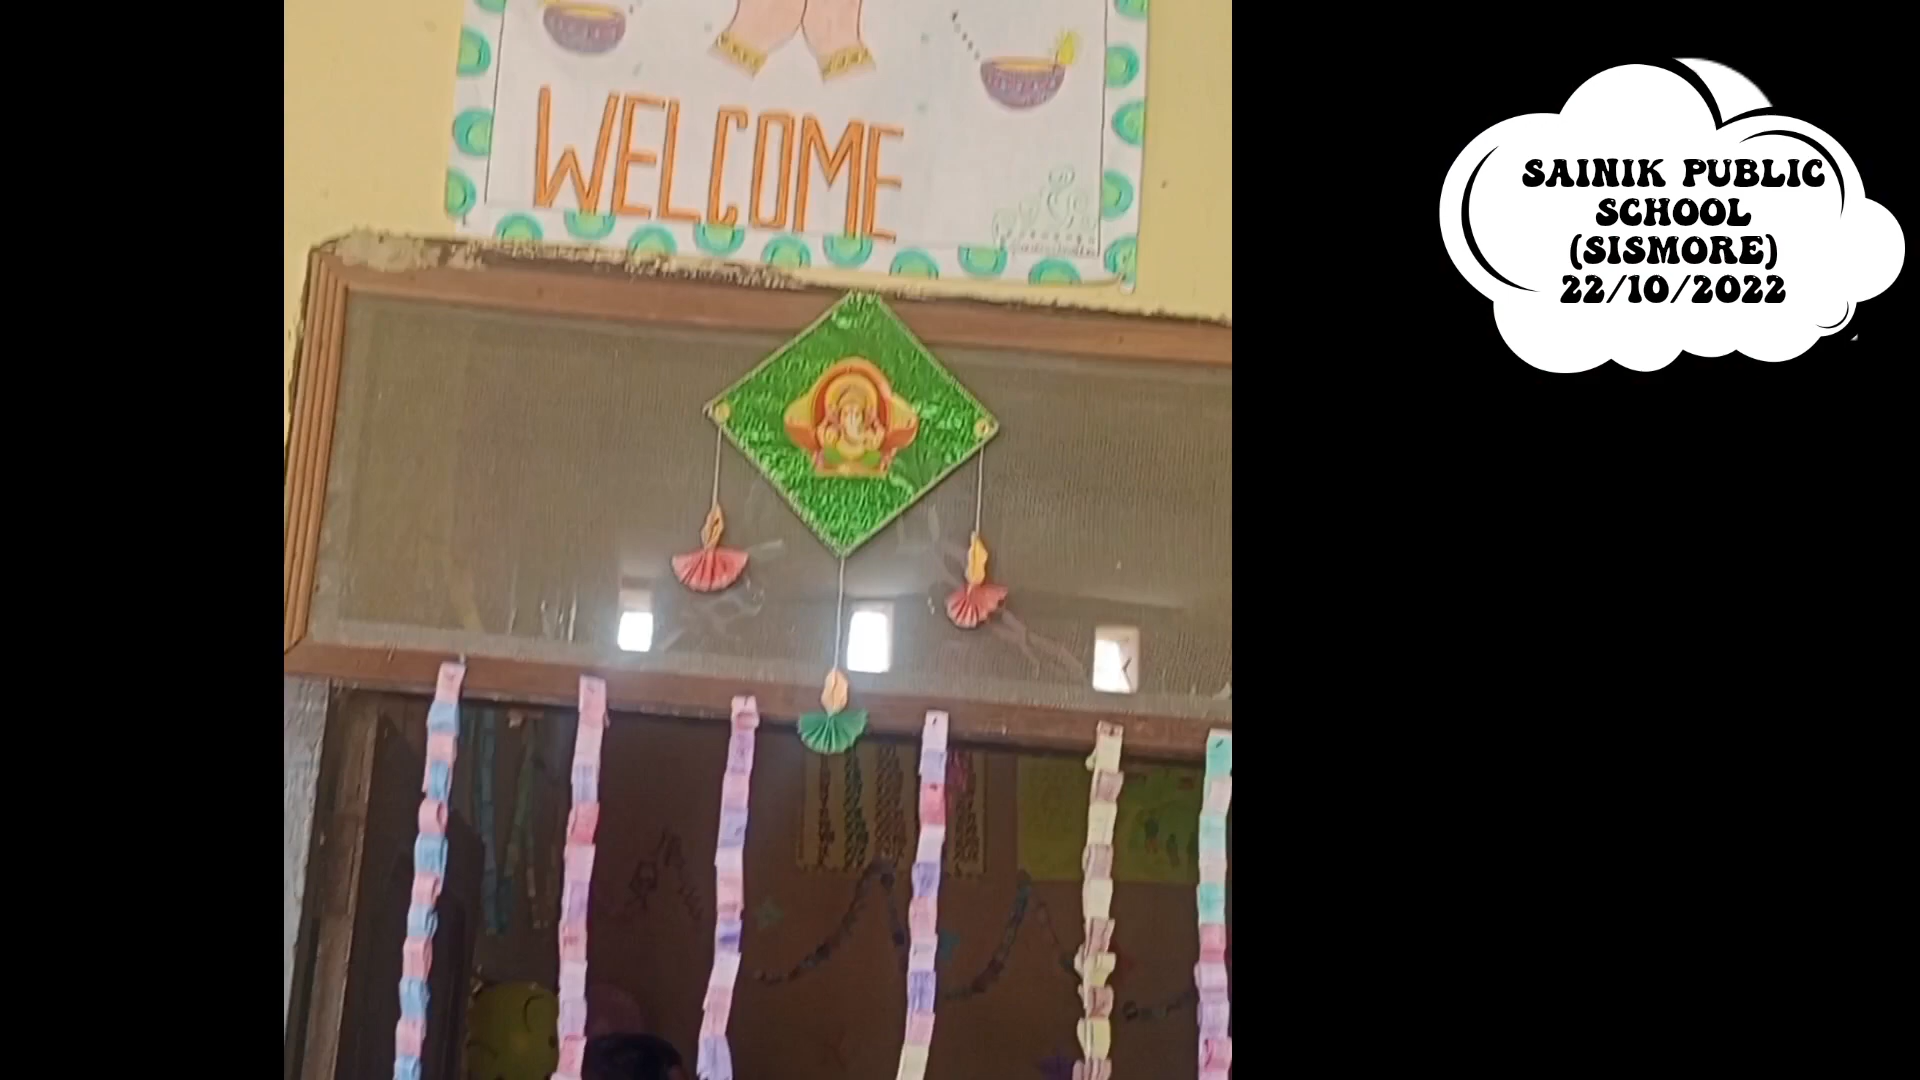 WELCOME
SAINIK PUBLIC
SCHOOL
(SISMORE)
22/10/2022